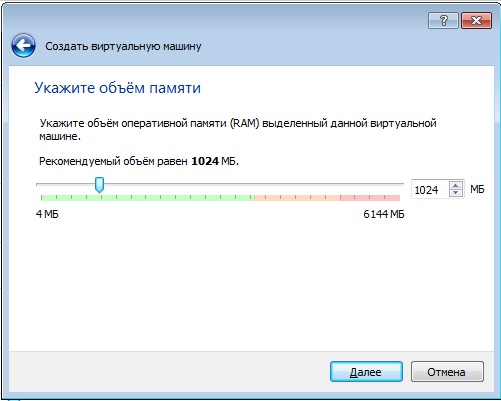 Создать виртуальную машину
Укажите объём памяти
Укажите объём оперативной памяти (RAM) выделенный данной виртуальной
машине.
Рекомендуемый объём равен 1024 МБ.
1024 МБ
4 МБ 6144 МБ
Далее Отмена